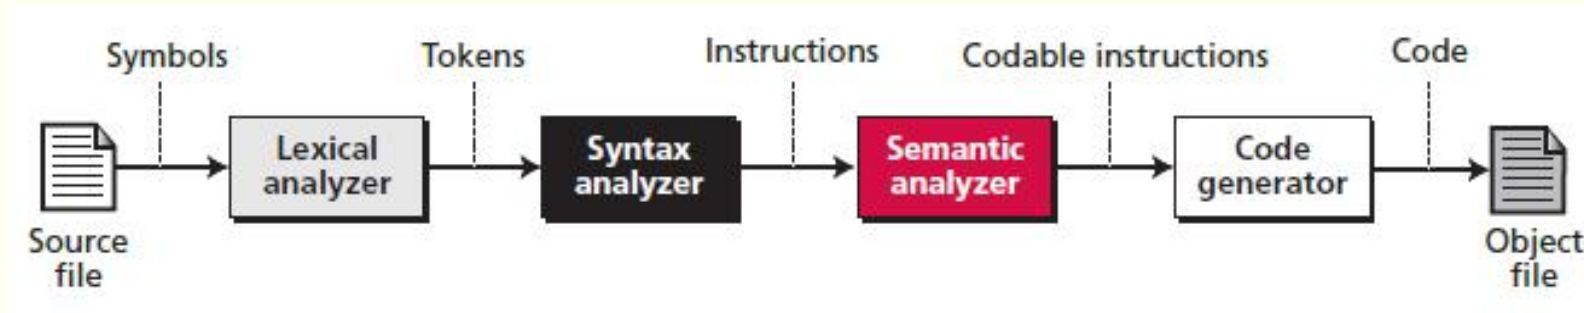 Symbols
Tokens
Instructions
Codable instructions
Code
Lexical
analyzer
Syntax
analyzer
Semantic
analyzer
Code
generator
Source
file
Object
file